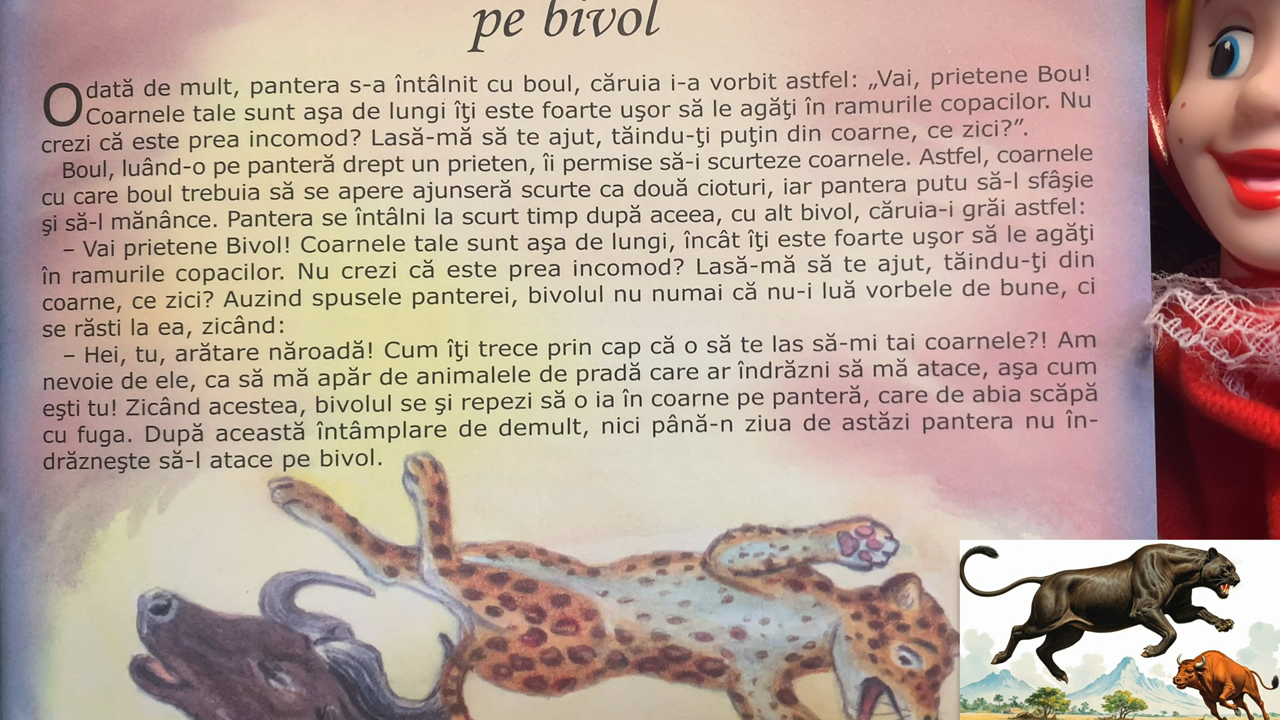 pe bivol
Odată de mult, pantera s-a întâlnit cu boul, căruia i-a vorbit astfel: „Vai, prietene Bou!
Coarnele tale sunt aşa de lungi îţi este foarte uşor să le agăţi în ramurile copacilor. Nu
crezi că este prea incomod? Lasă-mă să te ajut, tăindu-ţi puţin din coarne, ce zici?”.
Boul, luând-o pe panteră drept un prieten, îi permise să-i scurteze coarnele. Astfel, coarnele
cu care boul trebuia să se apere ajunseră scurte ca două cioturi, iar pantera putu să-l sfâşie
şi să-l mănânce. Pantera se întâlni la scurt timp după aceea, cu alt bivol, căruia-i grăi astfel:
– Vai prietene Bivol! Coarnele tale sunt aşa de lungi, încât îţi este foarte uşor să le agăţi
în ramurile copacilor. Nu crezi că este prea incomod? Lasă-mă să te ajut, tăindu-ţi din
coarne, ce zici? Auzind spusele panterei, bivolul nu numai că nu-i luă vorbele de bune, ci
se răsti la ea, zicând:
– Hei, tu, arătare năroadă! Cum îţi trece prin cap că o să te las să-mi tai coarnele?! Am
nevoie de ele, ca să mă apăr de animalele de pradă care ar îndrăzni să mă atace, aşa cum
eşti tu! Zicând acestea, bivolul se şi repezi să o ia în coarne pe panteră, care de abia scăpă
cu fuga. După această întâmplare de demult, nici până-n ziua de astăzi pantera nu în-
drăzneşte să-l atace pe bivol.